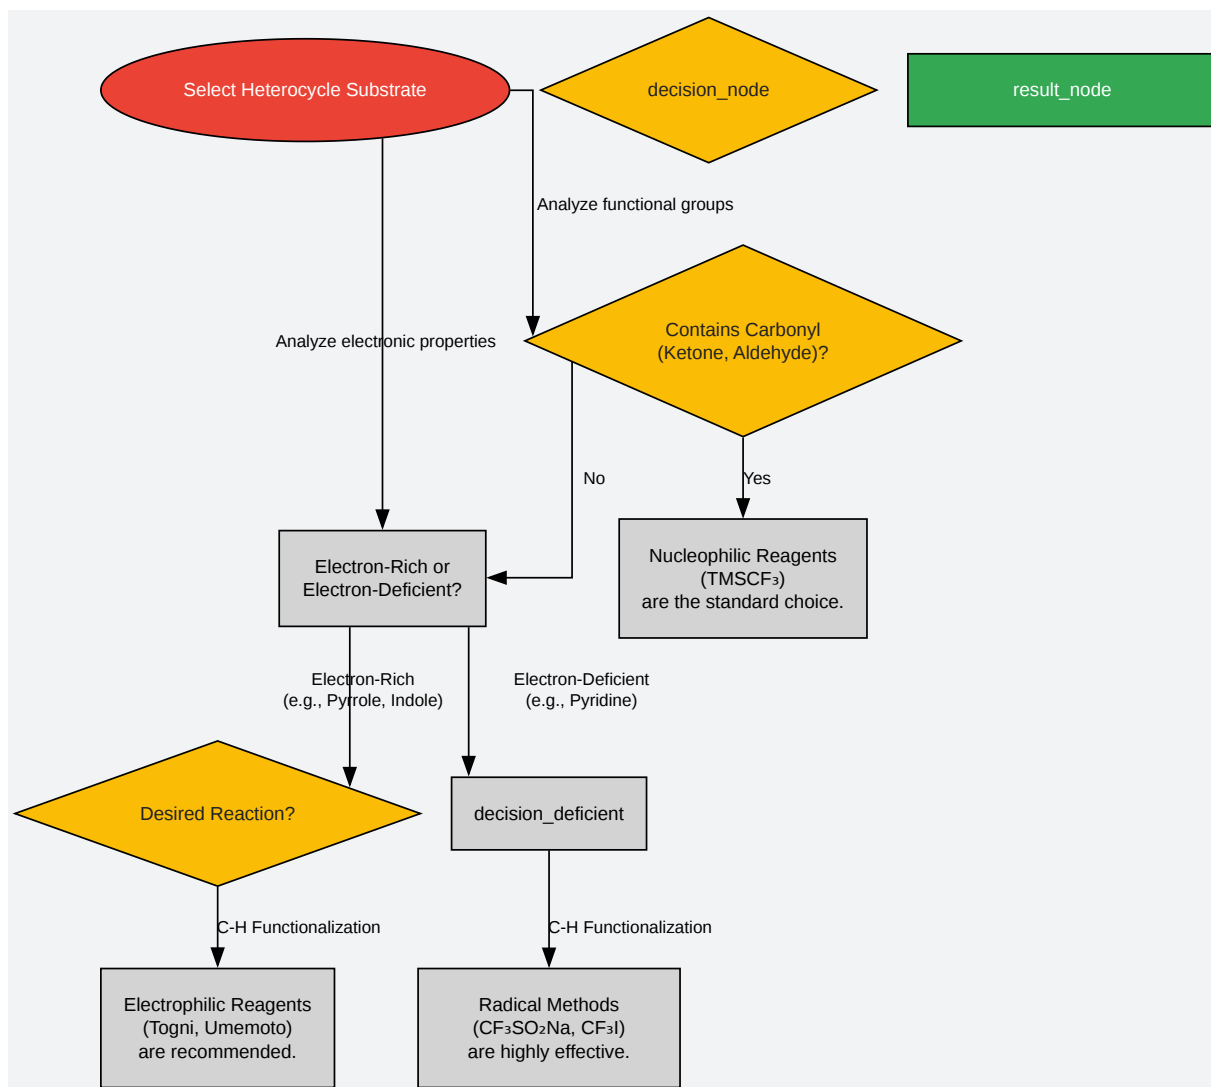 Select Heterocycle Substrate
decision_node
result_node
Analyze functional groups
Analyze electronic properties
Contains Carbonyl
(Ketone, Aldehyde)?
No
Yes
Electron-Rich or
Electron-Deficient?
Nucleophilic Reagents
(TMSCF₃)
are the standard choice.
Electron-Rich
(e.g., Pyrrole, Indole)
Electron-Deficient
(e.g., Pyridine)
Desired Reaction?
decision_deficient
C-H Functionalization
C-H Functionalization
Electrophilic Reagents
(Togni, Umemoto)
are recommended.
Radical Methods
(CF₃SO₂Na, CF₃I)
are highly effective.